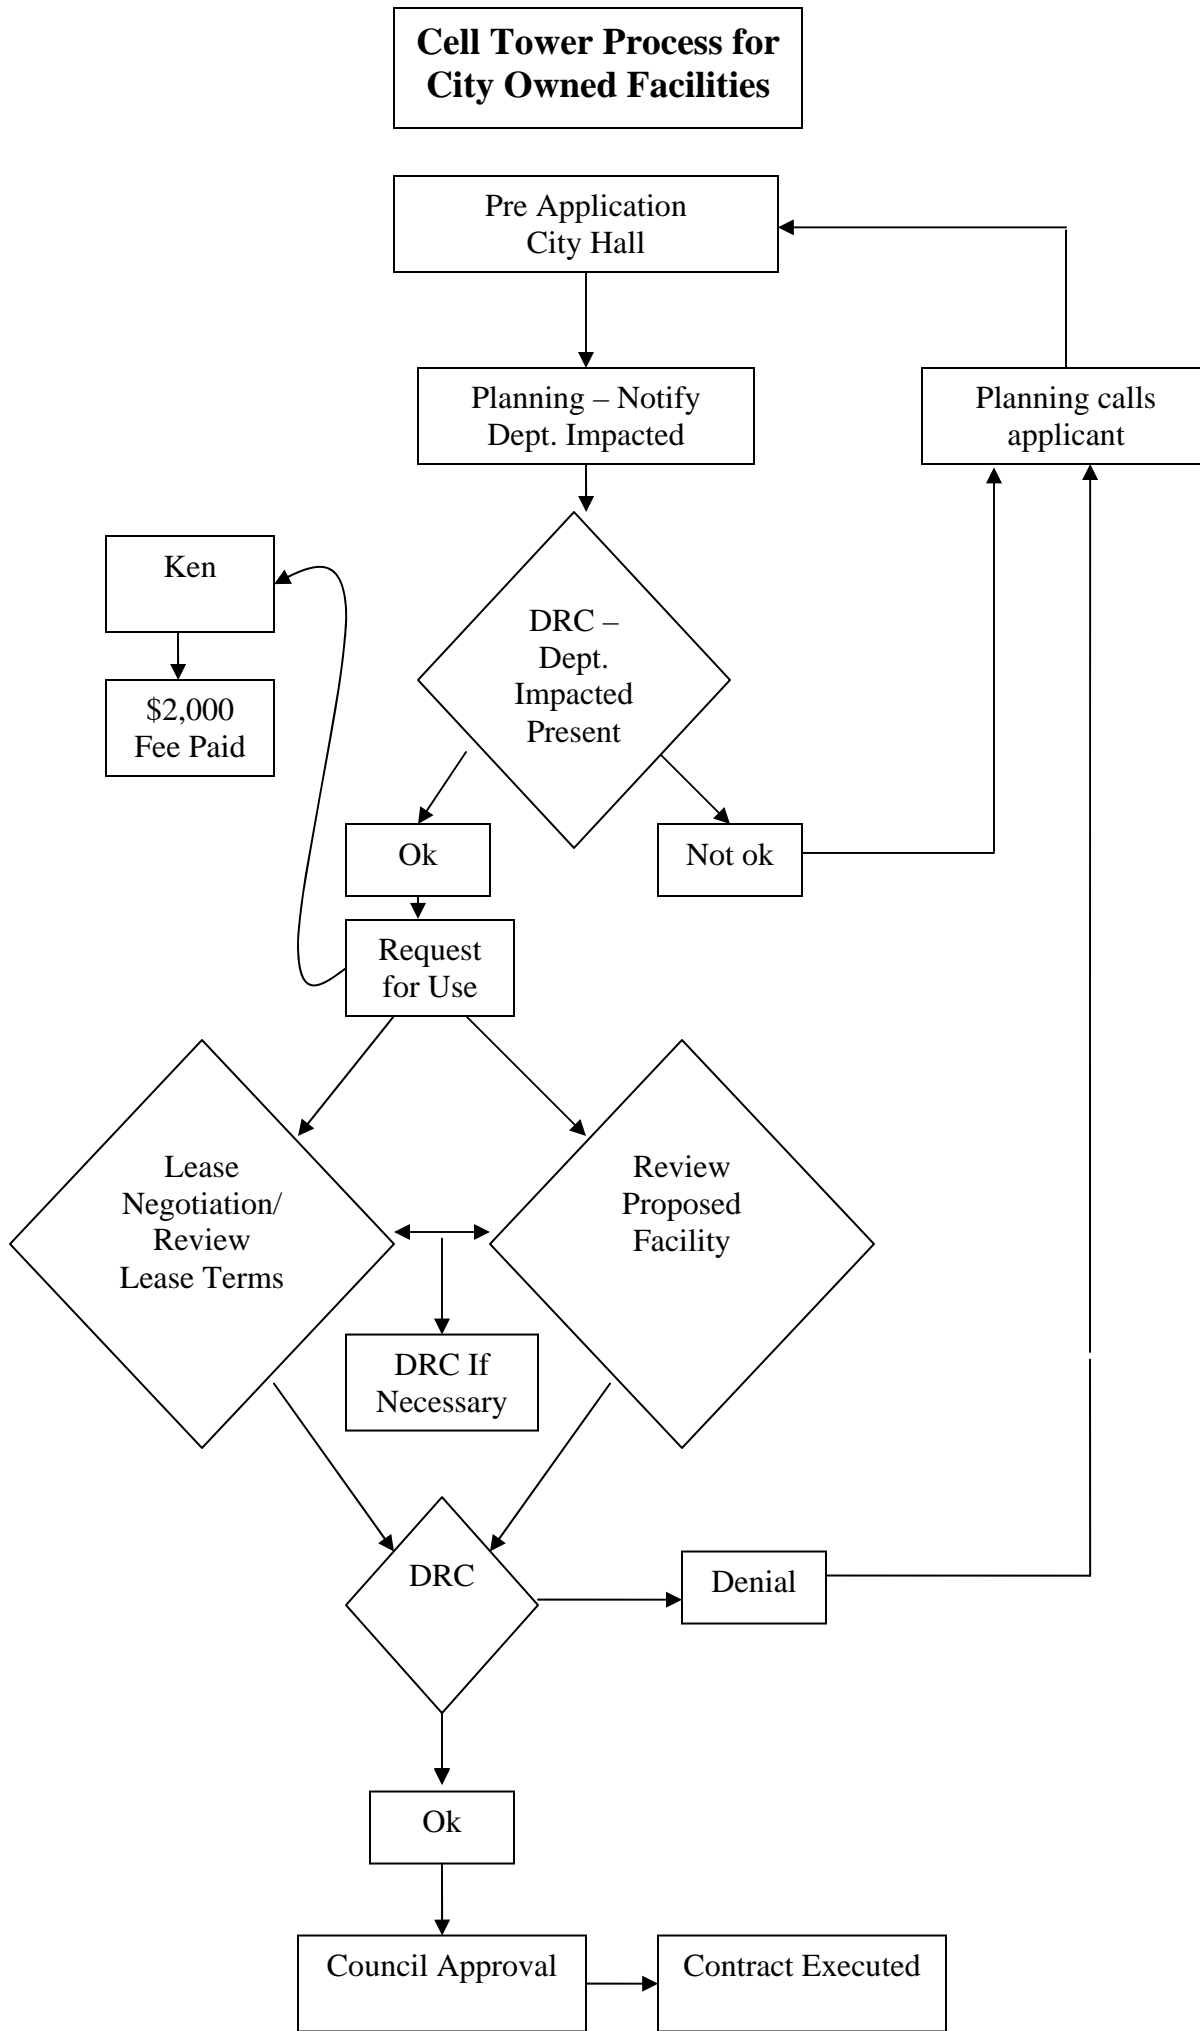 Cell Tower Process for
City Owned Facilities
Pre Application
City Hall
Planning – Notify
Dept. Impacted
Planning calls
applicant
Ken
$2,000
Fee Paid
DRC –
Dept.
Impacted
Present
Ok
Not ok
Request
for Use
Lease
Negotiation/
Review
Lease Terms
Review
Proposed
Facility
DRC If
Necessary
DRC
Denial
Ok
Council Approval
Contract Executed